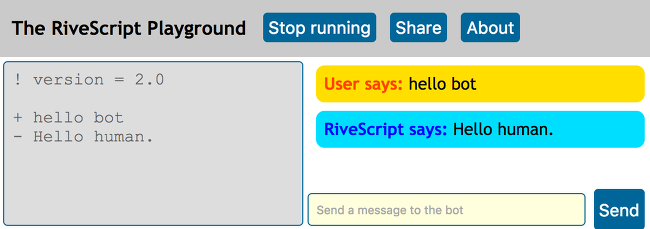 The RiveScript Playground Stop running Share About
! version = 2.0
+ hello bot
- Hello human.
User says: hello bot
RiveScript says: Hello human.
Send a message to the bot Send